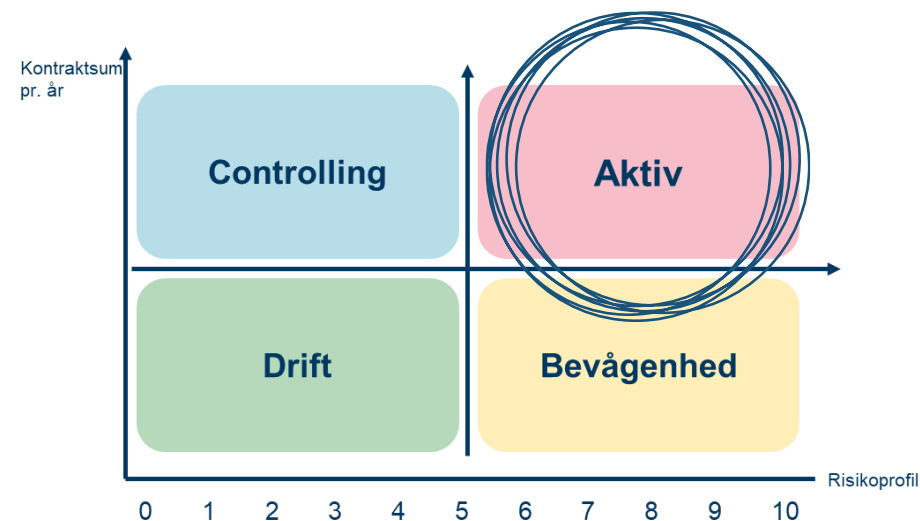 Kontraktsum
pr. år
Controlling
Aktiv
Drift
Bevågenhed
Risikoprofil
0 1 2 3 4 5 6 7 8 9 10